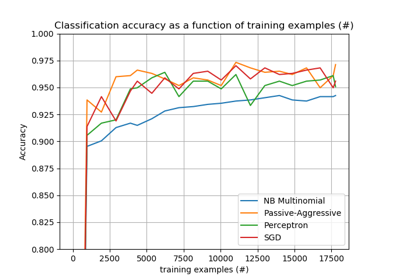 Classification accuracy as a function of training examples (#)
1.000
0.975
0.950
0.925
0.900
0.875
0.850
0.825
0.800
Accuracy
NB Multinomial
Passive-Aggressive
Perceptron
SGD
0 2500 5000 7500 10000 12500 15000 17500
training examples (#)